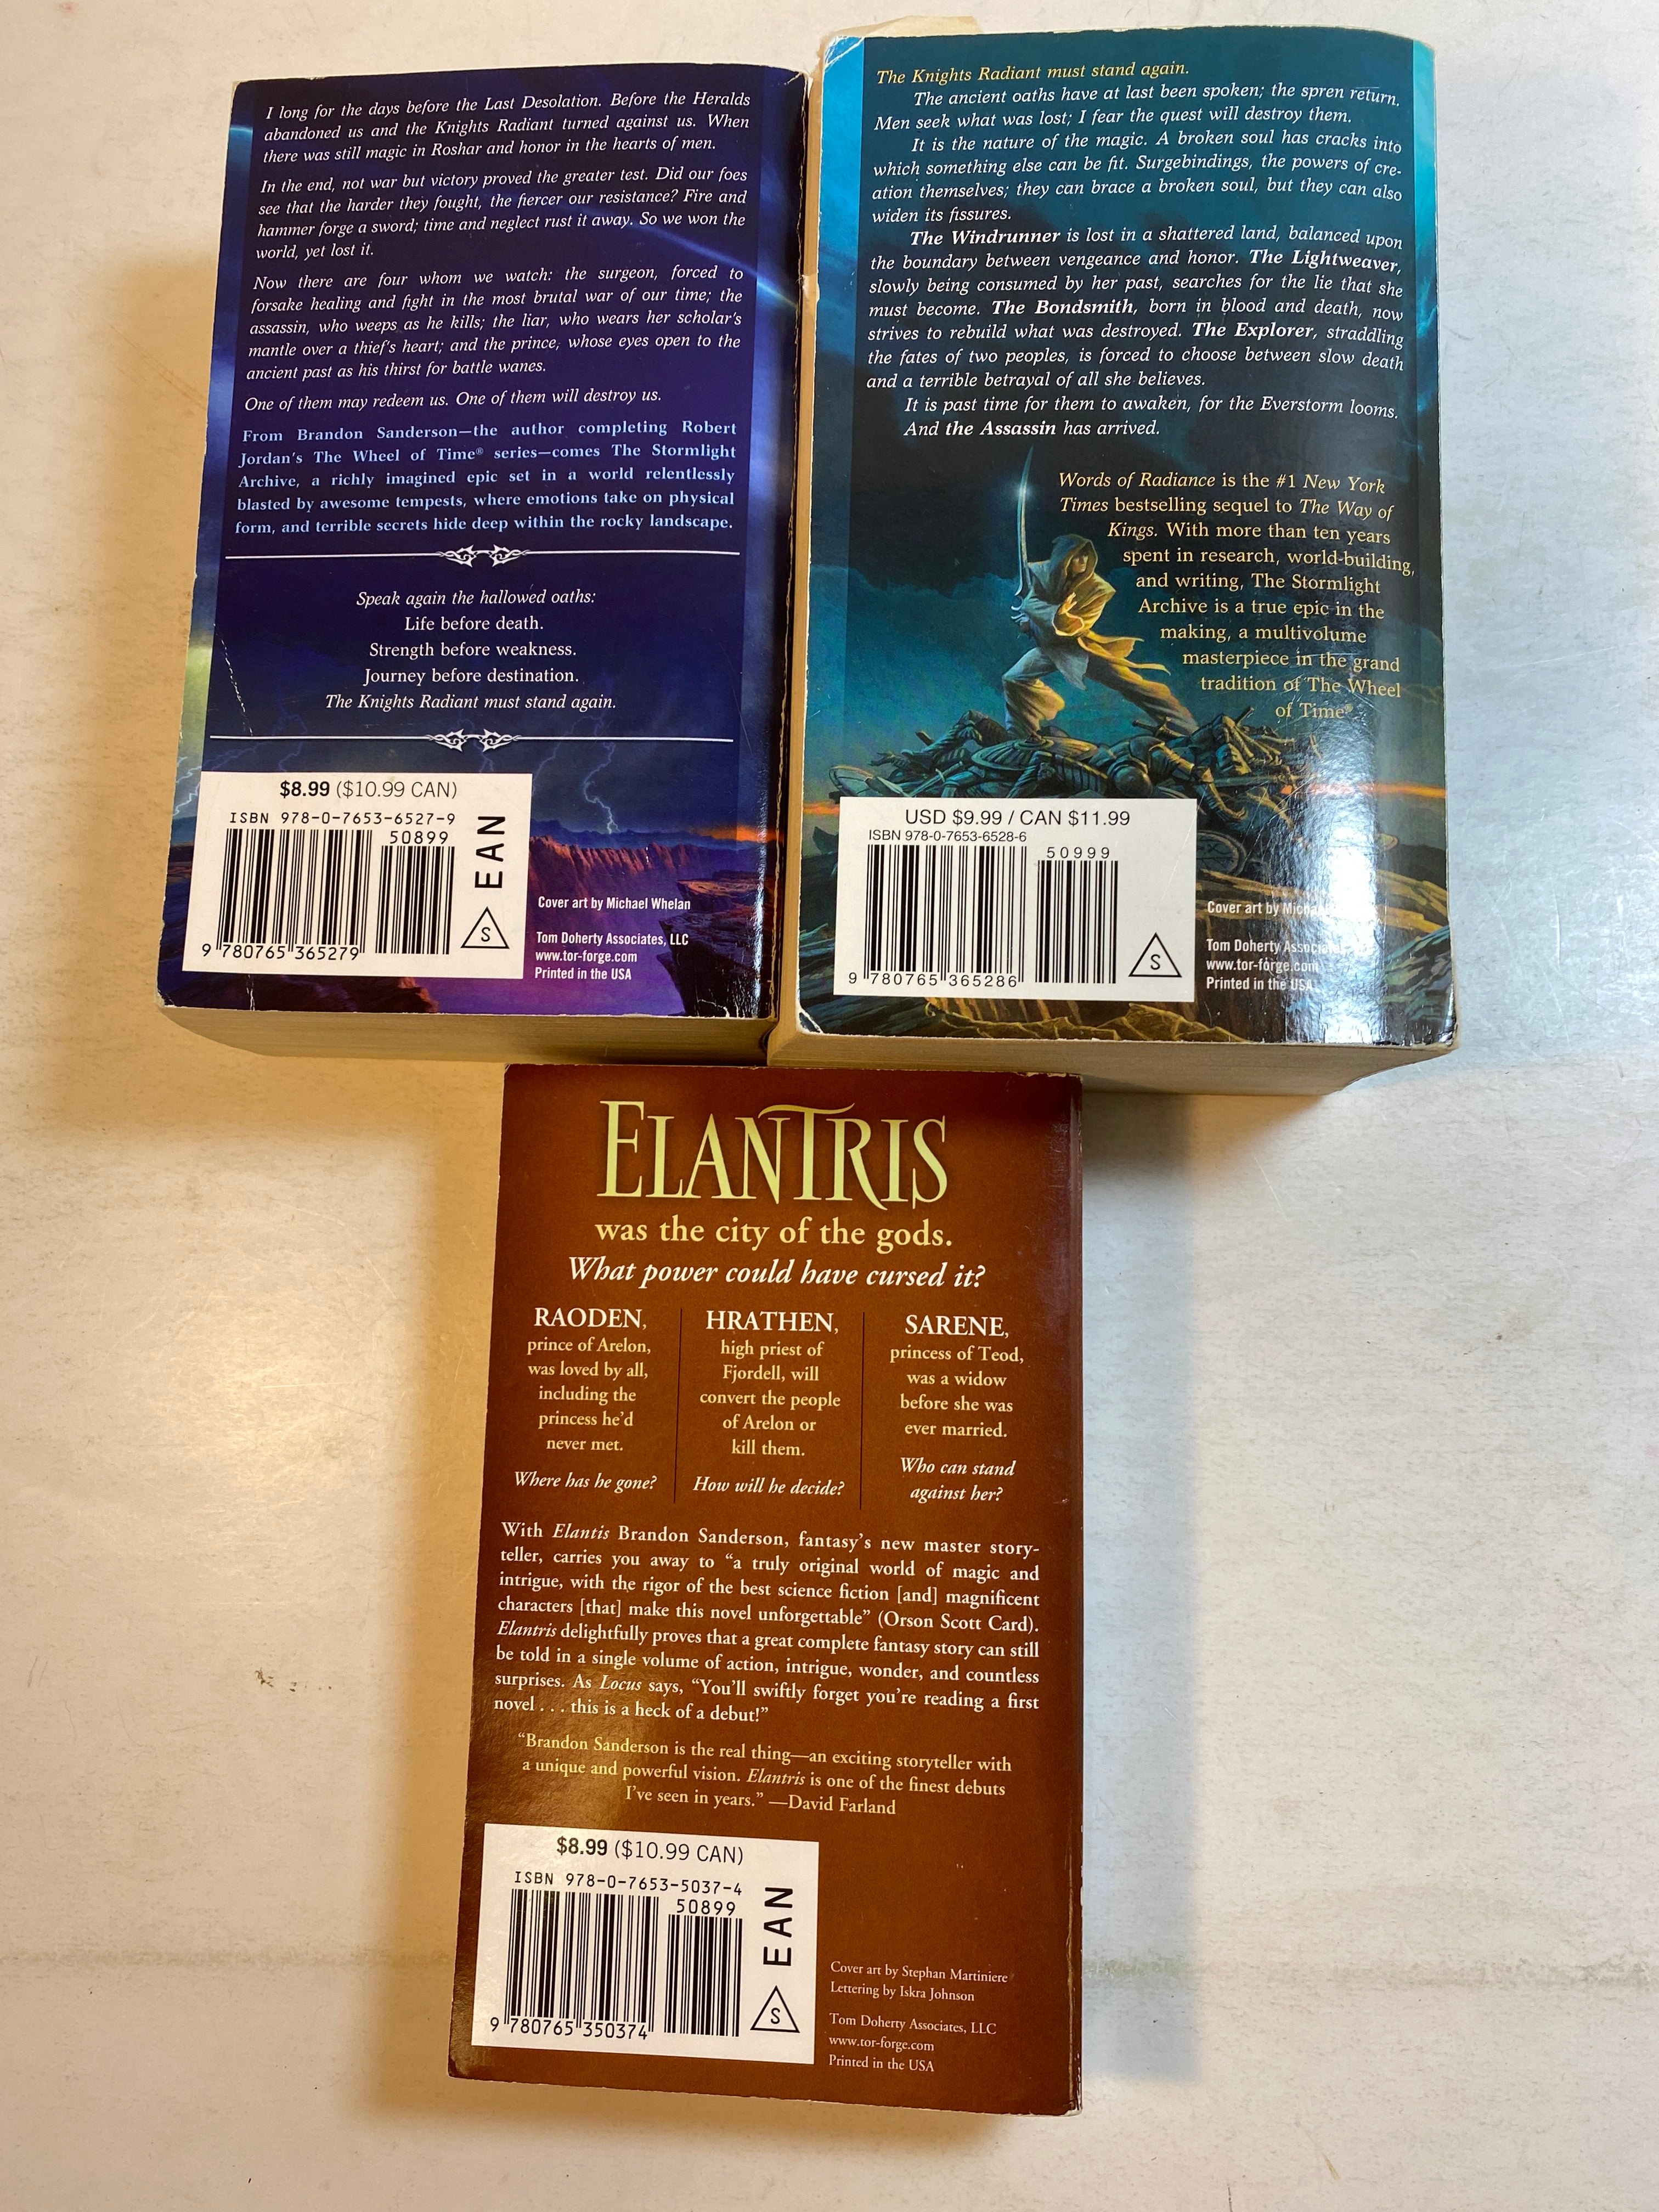 I long for the days before the Last Desolation. Before the Heralds
abandoned us and the Knights Radiant turned against us. When
there was still magic in Roshar and honor in the hearts of men.
In the end, not war but victory proved the greater test. Did our foes
see that the harder they fought, the fiercer our resistance? Fire and
hammer forge a sword; time and neglect rust it away. So we won the
world, yet lost it.
Now there are four whom we watch: the surgeon, forced to
forsake healing and fight in the most brutal war of our time; the
assassin, who weeps as he kills; the liar, who wears her scholar's
mantle over a thief's heart; and the prince, whose eyes open to the
ancient past as his thirst for battle wanes.
One of them may redeem us. One of them will destroy us.
From Brandon Sanderson—the author completing Robert
Jordan's The Wheel of Time® series—comes The Stormlight
Archive, a richly imagined epic set in a world relentlessly
blasted by awesome tempests, where emotions take on physical
form, and terrible secrets hide deep within the rocky landscape.
Speak again the hallowed oaths:
Life before death.
Strength before weakness.
Journey before destination.
The Knights Radiant must stand again.
$8.99 ($10.99 CAN)
ISBN 978-0-7653-6527-9
50899
EAN
S
9 780765 365279
Cover art by Michael Whelan
Tom Doherty Associates, LLC
www.tor-forge.com
Printed in the USA
The Knights Radiant must stand again.
The ancient oaths have at last been spoken; the spren return.
Men seek what was lost; I fear the quest will destroy them.
It is the nature of the magic. A broken soul has cracks into
which something else can be fit. Surgebindings, the powers of cre-
ation themselves; they can brace a broken soul, but they can also
widen its fissures.
The Windrunner is lost in a shattered land, balanced upon
the boundary between vengeance and honor. The Lightweaver,
slowly being consumed by her past, searches for the lie that she
must become. The Bondsmith, born in blood and death, now
strives to rebuild what was destroyed. The Explorer, straddling
the fates of two peoples, is forced to choose between slow death
and a terrible betrayal of all she believes.
It is past time for them to awaken, for the Everstorm looms.
And the Assassin has arrived.
Words of Radiance is the #1 New York
Times bestselling sequel to The Way of
Kings. With more than ten years
spent in research, world-building,
and writing, The Stormlight
Archive is a true epic in the
making, a multivolume
masterpiece in the grand
tradition of The Wheel
of Time®
USD $9.99 / CAN $11.99
ISBN 978-0-7653-6528-6
50999
S
9 780765 365286
Cover art by
Tom Doherty
www.tor-forge.com
Printed in the USA
ELANTRIS
was the city of the gods.
What power could have cursed it?
RAODEN,
prince of Arelon,
was loved by all,
including the
princess he'd
never met.
Where has he gone?
HRATHEN,
high priest of
Fjordell, will
convert the people
of Arelon or
kill them.
How will he decide?
SARENE,
princess of Teod,
was a widow
before she was
ever married.
Who can stand
against her?
With Elantis Brandon Sanderson, fantasy's new master story-
teller, carries you away to "a truly original world of magic and
intrigue, with the rigor of the best science fiction [and] magnificent
characters [that] make this novel unforgettable" (Orson Scott Card).
Elantris delightfully proves that a great complete fantasy story can still
be told in a single volume of action, intrigue, wonder, and countless
surprises. As Locus says, "You'll swiftly forget you're reading a first
novel . . . this is a heck of a debut!"
"Brandon Sanderson is the real thing—an exciting storyteller with
a unique and powerful vision. Elantris is one of the finest debuts
I've seen in years." —David Farland
$8.99 ($10.99 CAN)
ISBN 978-0-7653-5037-4
50899
EAN
S
9 780765 350374
Cover art by Stephan Martiniere
Lettering by Iskra Johnson
Tom Doherty Associates, LLC
www.tor-forge.com
Printed in the USA